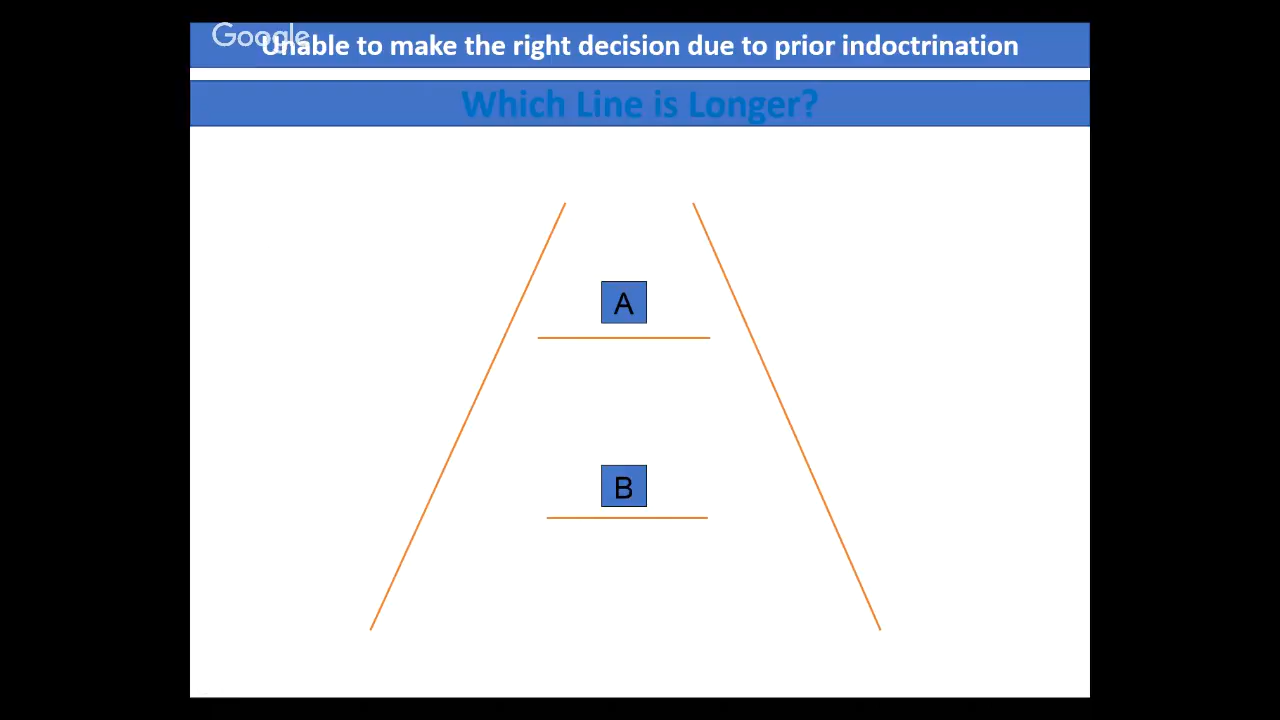 Google
Unable to make the right decision due to prior indoctrination
Which Line is Longer?
A
B